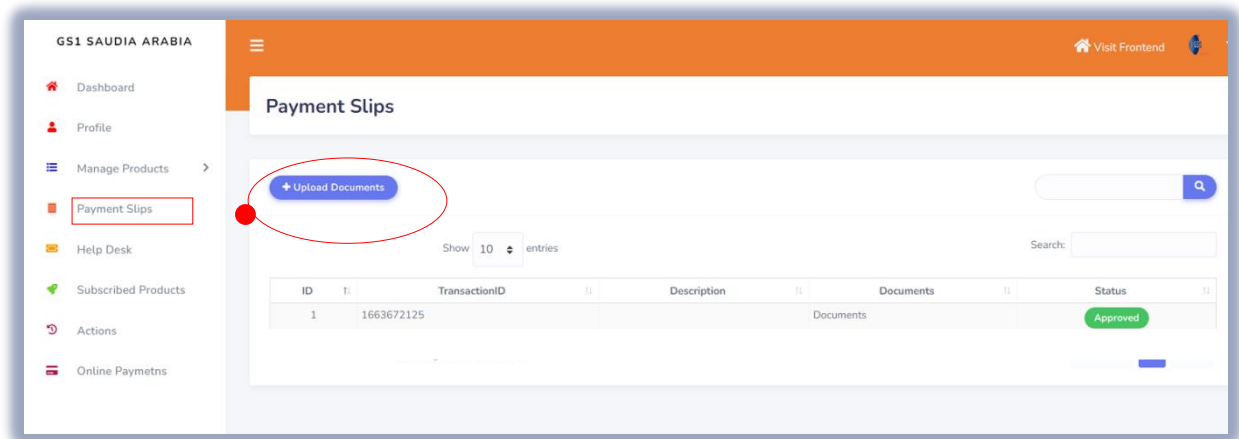 GS1 SAUDIA ARABIA
Visit Frontend
Dashboard
Profile
Manage Products
Payment Slips
Help Desk
Subscribed Products
Actions
Online Paymetns
Payment Slips
+ Upload Documents
Show 10 entries
Search:
ID TransactionID Description Documents Status
1 1663672125 Documents Approved